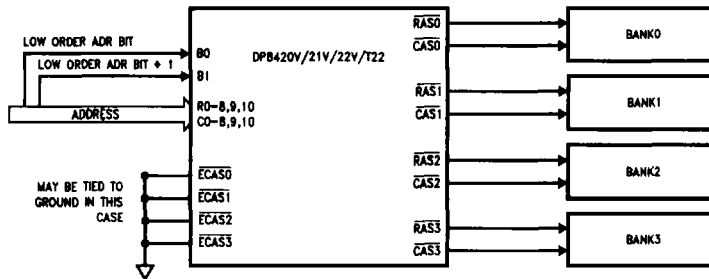 LOW ORDER ADR BIT
LOW ORDER ADR BIT + 1
ADDRESS
B0
B1
R0-8,9,10
C0-8,9,10
DP8420V/21V/22V/T22
MAY BE TIED TO
GROUND IN THIS
CASE
ECAS0
ECAS1
ECAS2
ECAS3
RAS0
CAS0
BANK0
RAS1
CAS1
BANK1
RAS2
CAS2
BANK2
RAS3
CAS3
BANK3